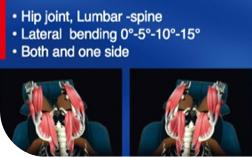 • Hip joint, Lumbar -spine
• Lateral bending 0°-5°-10°-15°
• Both and one side